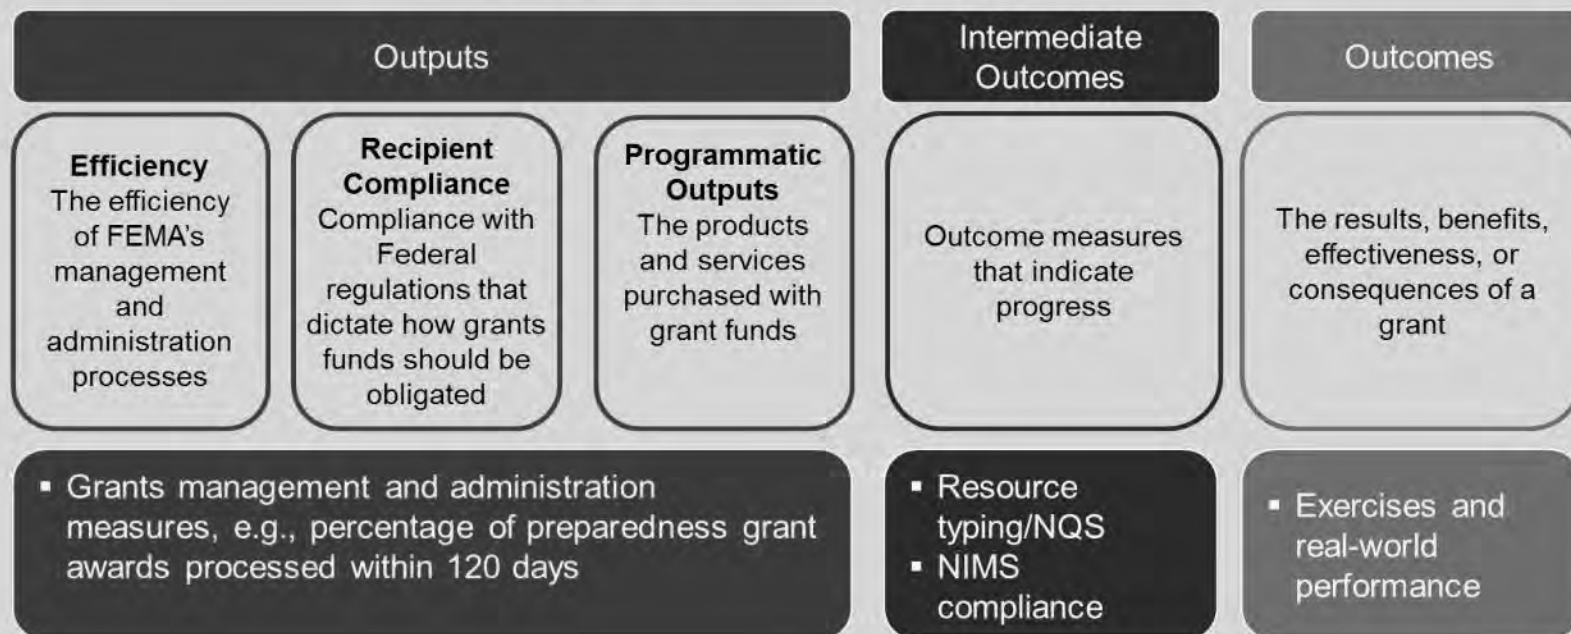 Outputs
Intermediate
Outcomes
Outcomes
Efficiency
The efficiency
of FEMA's
management
and
administration
processes
Recipient
Compliance
Compliance with
Federal
regulations that
dictate how grants
funds should be
obligated
Programmatic
Outputs
The products
and services
purchased with
grant funds
Outcome measures
that indicate
progress
The results, benefits,
effectiveness, or
consequences of a
grant
▪ Grants management and administration
measures, e.g., percentage of preparedness grant
awards processed within 120 days
▪ Resource
typing/NQS
▪ NIMS
compliance
▪ Exercises and
real-world
performance